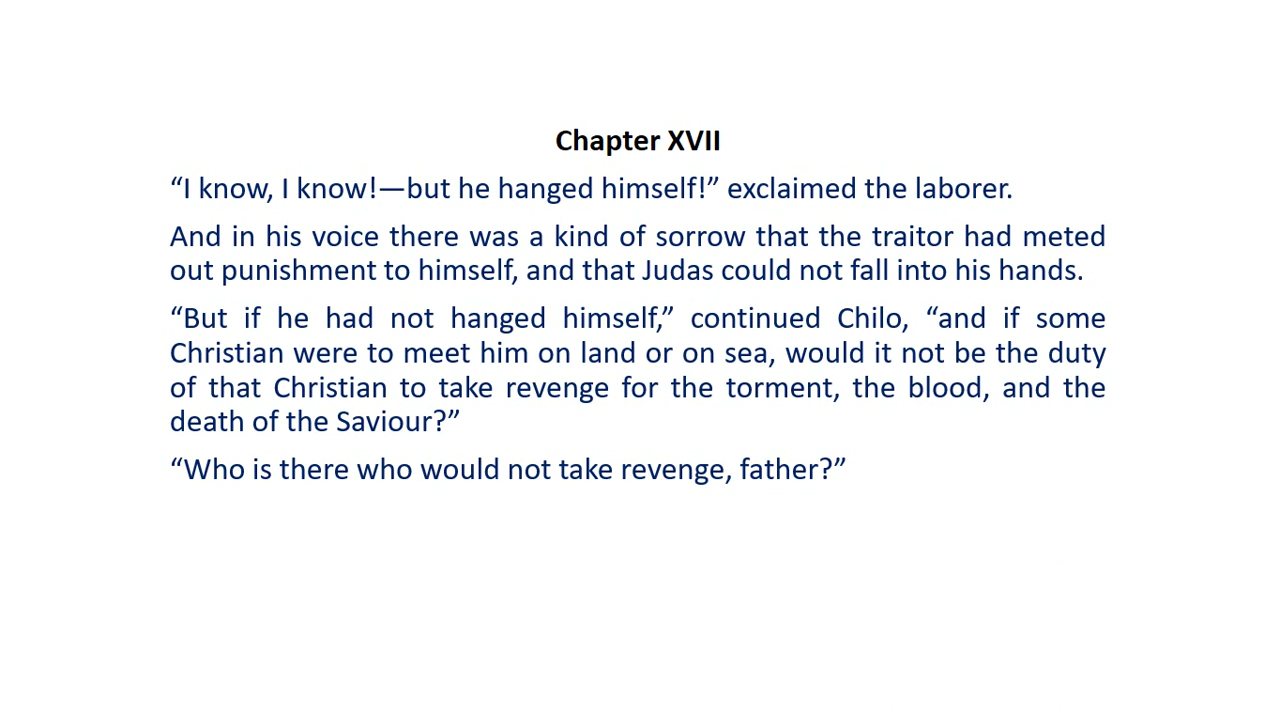 Chapter XVII
“I know, I know!—but he hanged himself!” exclaimed the laborer.
And in his voice there was a kind of sorrow that the traitor had meted
out punishment to himself, and that Judas could not fall into his hands.
“But if he had not hanged himself,” continued Chilo, “and if some
Christian were to meet him on land or on sea, would it not be the duty
of that Christian to take revenge for the torment, the blood, and the
death of the Saviour?”
“Who is there who would not take revenge, father?”